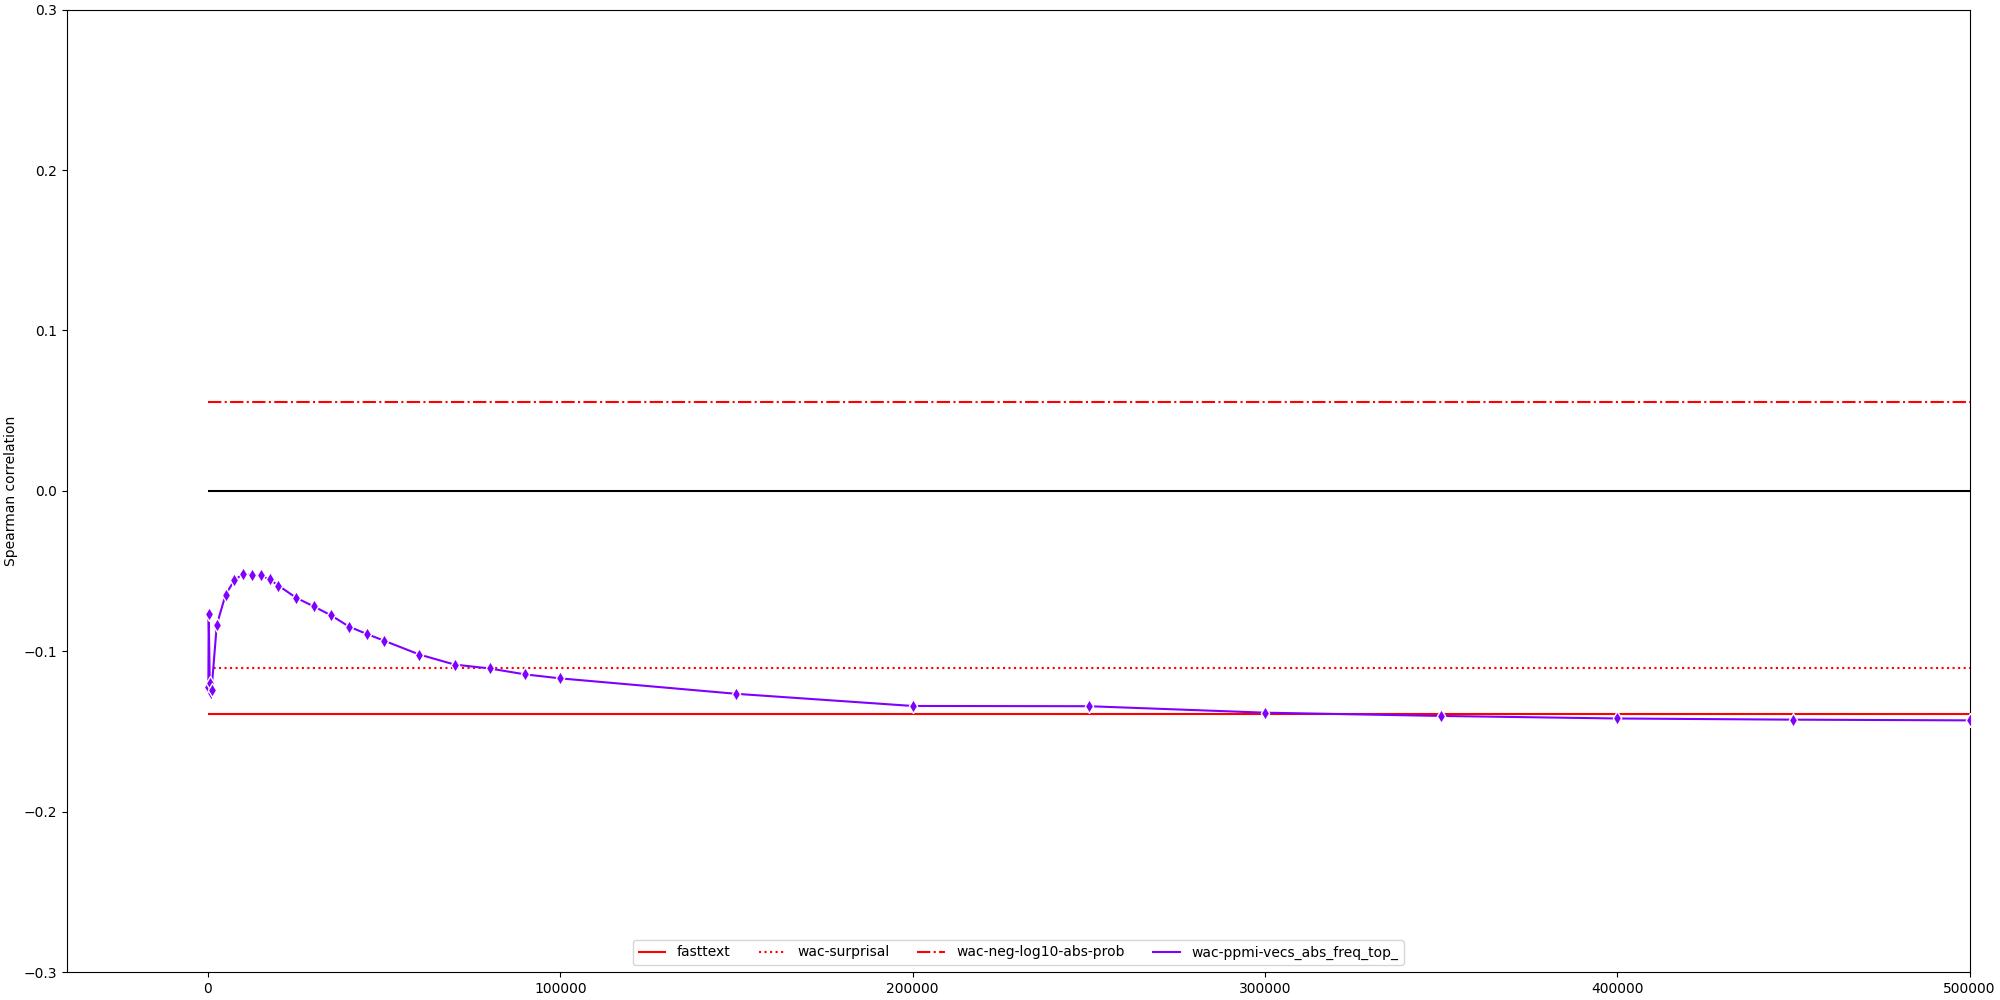 0.3
0.2
0.1
0.0
−0.1
−0.2
−0.3
Spearman correlation
fasttext wac-surprisal wac-neg-log10-abs-prob wac-ppmi-vecs_abs_freq_top_
0 100000 200000 300000 400000 500000